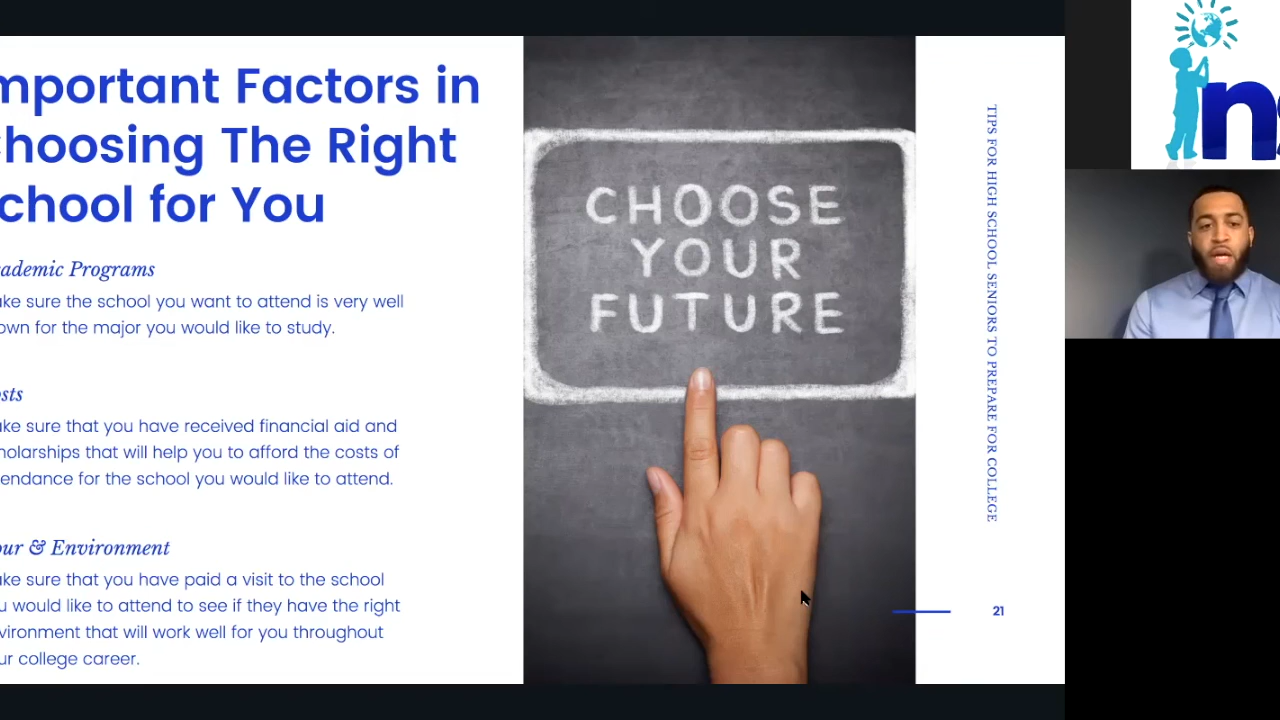 mportant Factors in
hoosing The Right
chool for You
ademic Programs
ake sure the school you want to attend is very well
own for the major you would like to study.
sts
ake sure that you have received financial aid and
holarships that will help you to afford the costs of
endance for the school you would like to attend.
our & Environment
ake sure that you have paid a visit to the school
u would like to attend to see if they have the right
vironment that will work well for you throughout
ur college career.
CHOOSE
YOUR
FUTURE
TIPS FOR HIGH SCHOOL SENIORS TO PREPARE FOR COLLEGE
21